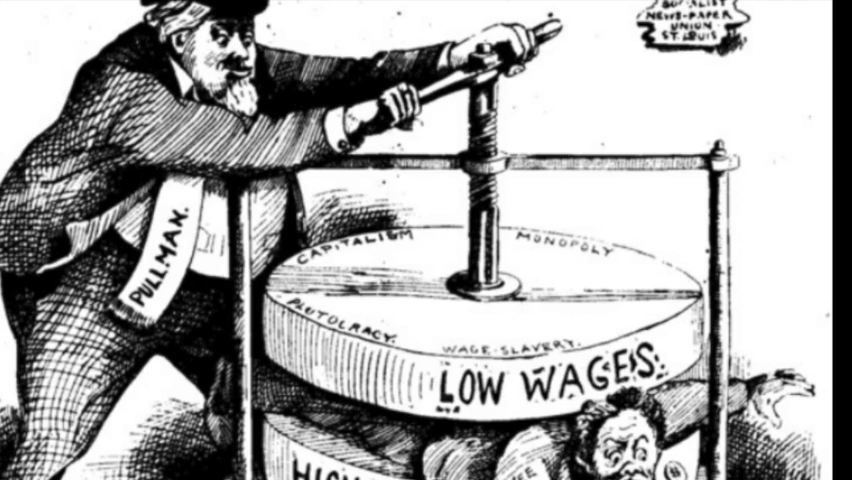 SOCIALIST
NEWS-PAPER
UNION
ST. LOUIS
PULLMAN.
CAPITALISM
MONOPOLY
PLUTOCRACY.
WAGE-SLAVERY.
LOW WAGES